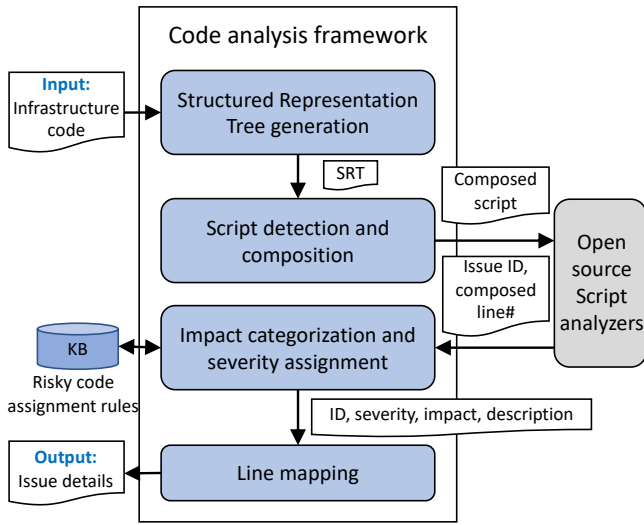 Code analysis framework
Input:
Infrastructure
code
Structured Representation
Tree generation
SRT
Script detection and
composition
Composed
script
Open
source
Script
analyzers
Issue ID,
composed
line#
Impact categorization and
severity assignment
KB
Risky code
assignment rules
ID, severity, impact, description
Line mapping
Output:
Issue details